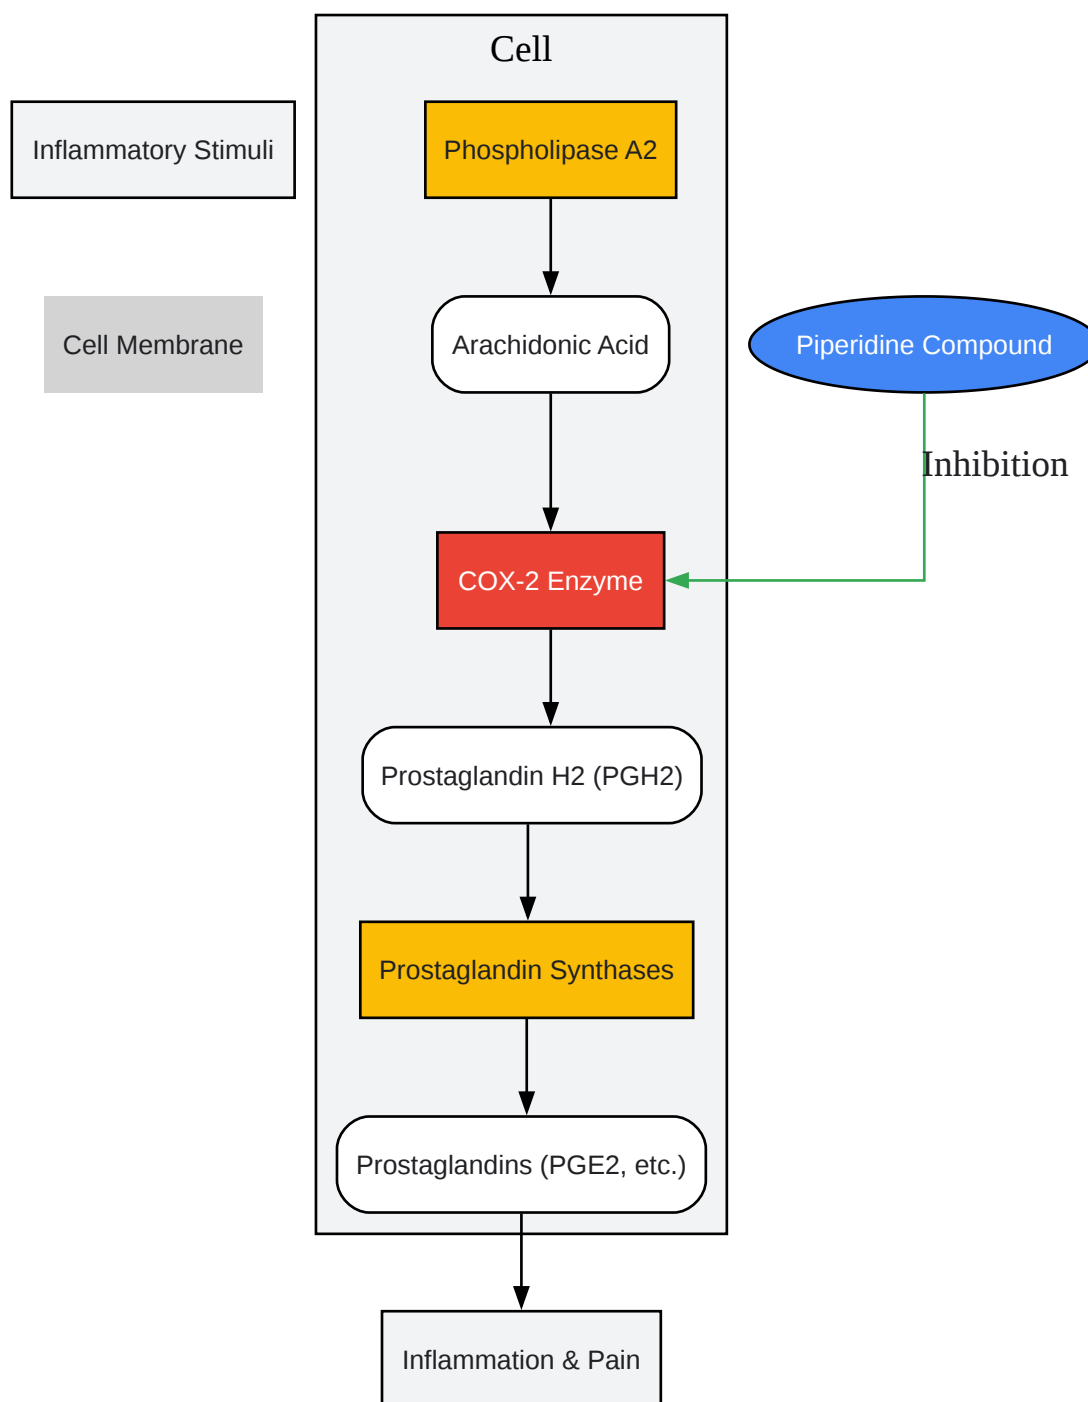 Cell
Inflammatory Stimuli
Phospholipase A2
Cell Membrane
Arachidonic Acid
Piperidine Compound
Inhibition
COX-2 Enzyme
Prostaglandin H2 (PGH2)
Prostaglandin Synthases
Prostaglandins (PGE2, etc.)
Inflammation & Pain